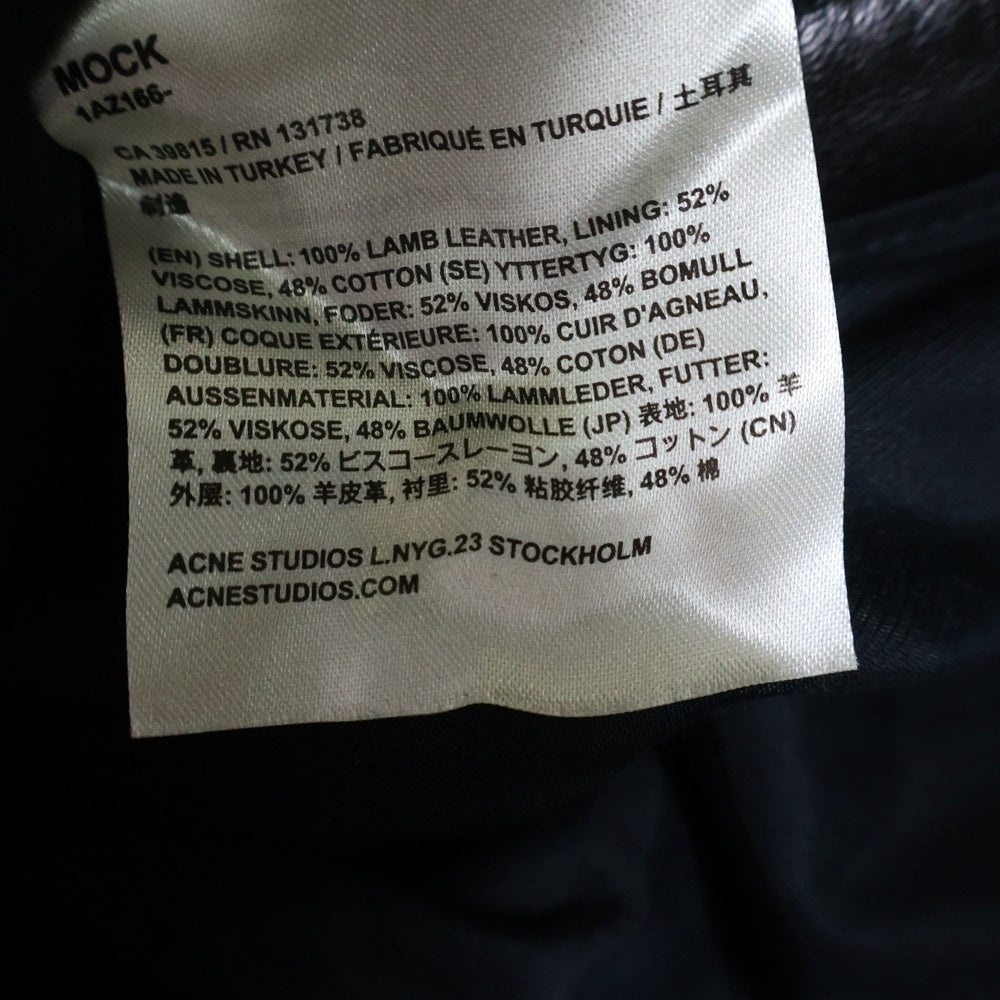 MOCK
1AZ166-
CA 39815 / RN 131738
MADE IN TURKEY / FABRIQUÉ EN TURQUIE / 土耳其
制造
(EN) SHELL: 100% LAMB LEATHER, LINING: 52%
VISCOSE, 48% COTTON (SE) YTTERTYG: 100%
LAMMSKINN, FODER: 52% VISKOS, 48% BOMULL
(FR) COQUE EXTÉRIEURE: 100% CUIR D'AGNEAU,
DOUBLURE: 52% VISCOSE, 48% COTON (DE)
AUSSENMATERIAL: 100% LAMMLEDER, FUTTER:
52% VISKOSE, 48% BAUMWOLLE (JP) 表地: 100% 羊
革, 裏地: 52% ビスコースレーヨン, 48% コットン (CN)
外层: 100% 羊皮革, 衬里: 52% 粘胶纤维, 48% 棉
ACNE STUDIOS L.NYG.23 STOCKHOLM
ACNESTUDIOS.COM